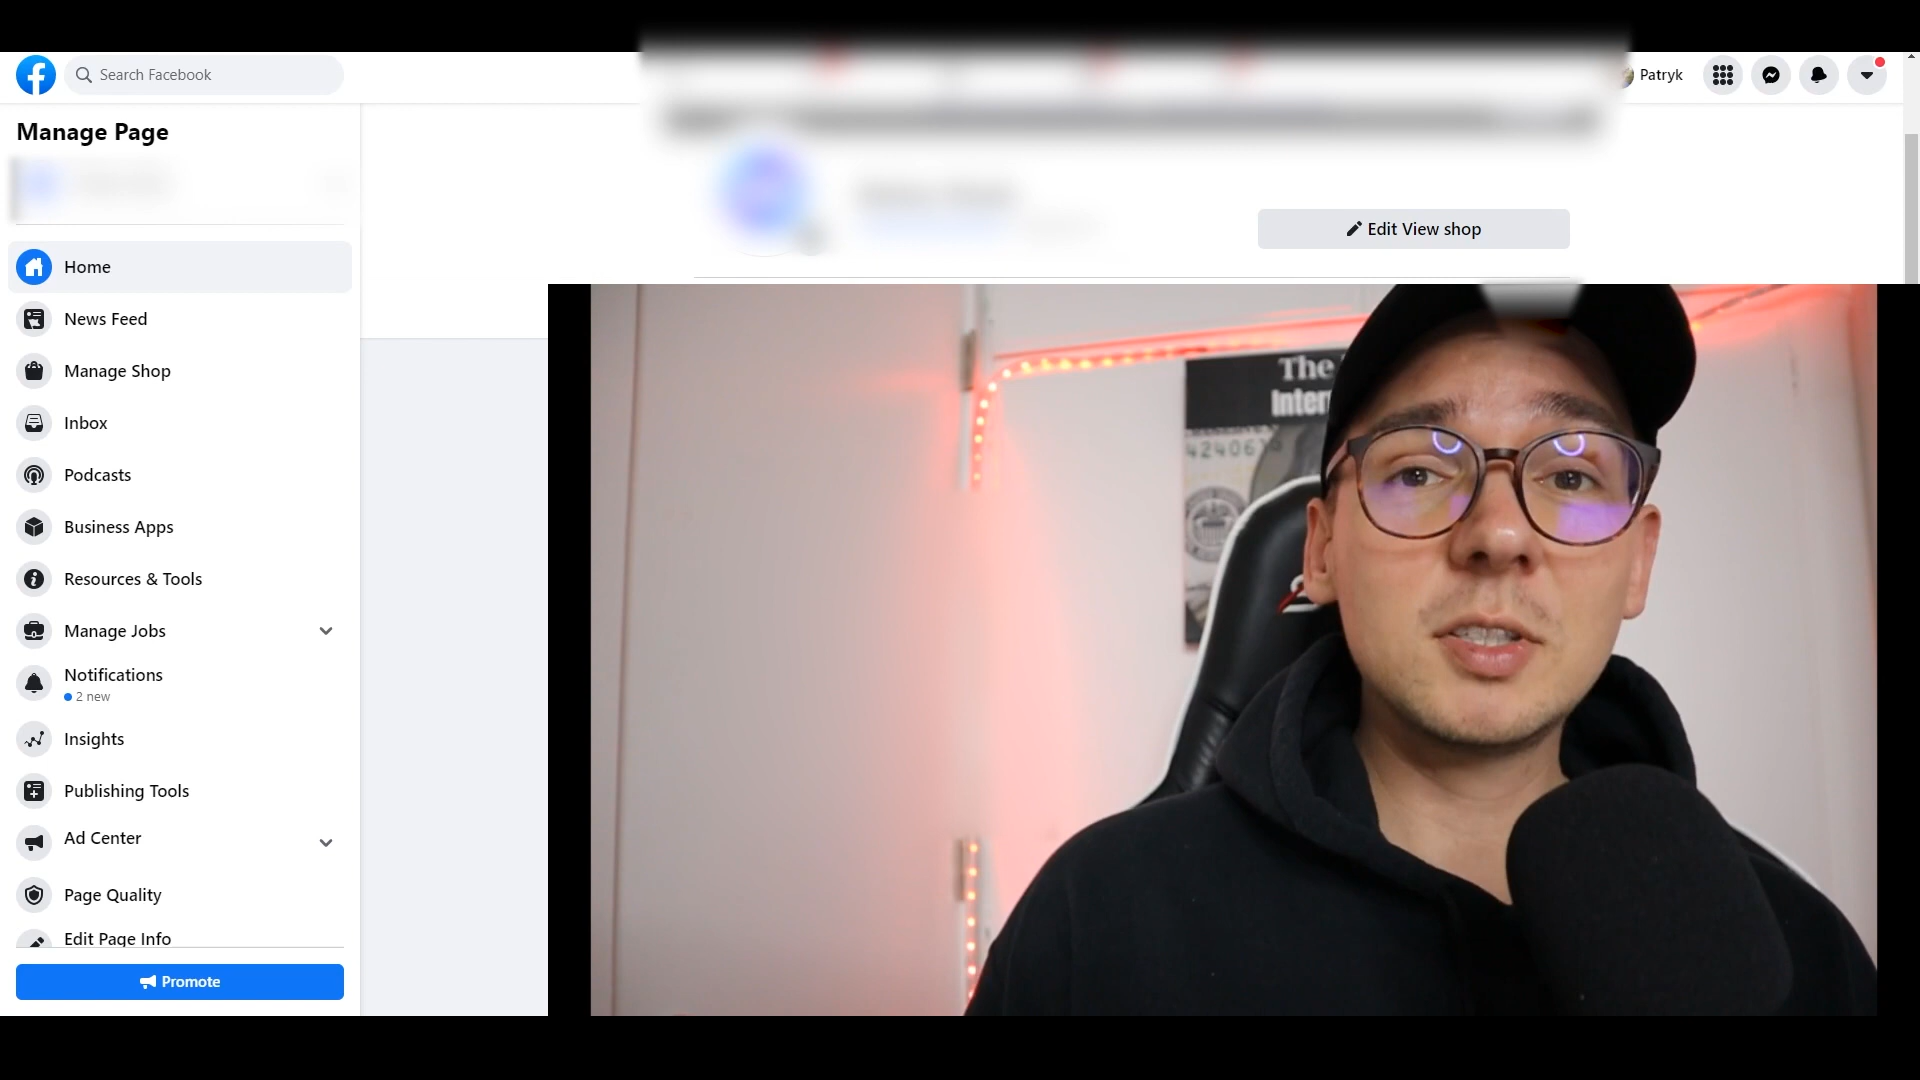 Search Facebook
Patryk
Manage Page
Edit View shop
Home
News Feed
Manage Shop
Inbox
Podcasts
Business Apps
Resources & Tools
Manage Jobs
Notifications
2 new
Insights
Publishing Tools
Ad Center
Page Quality
Edit Page Info
Promote
The
Inter